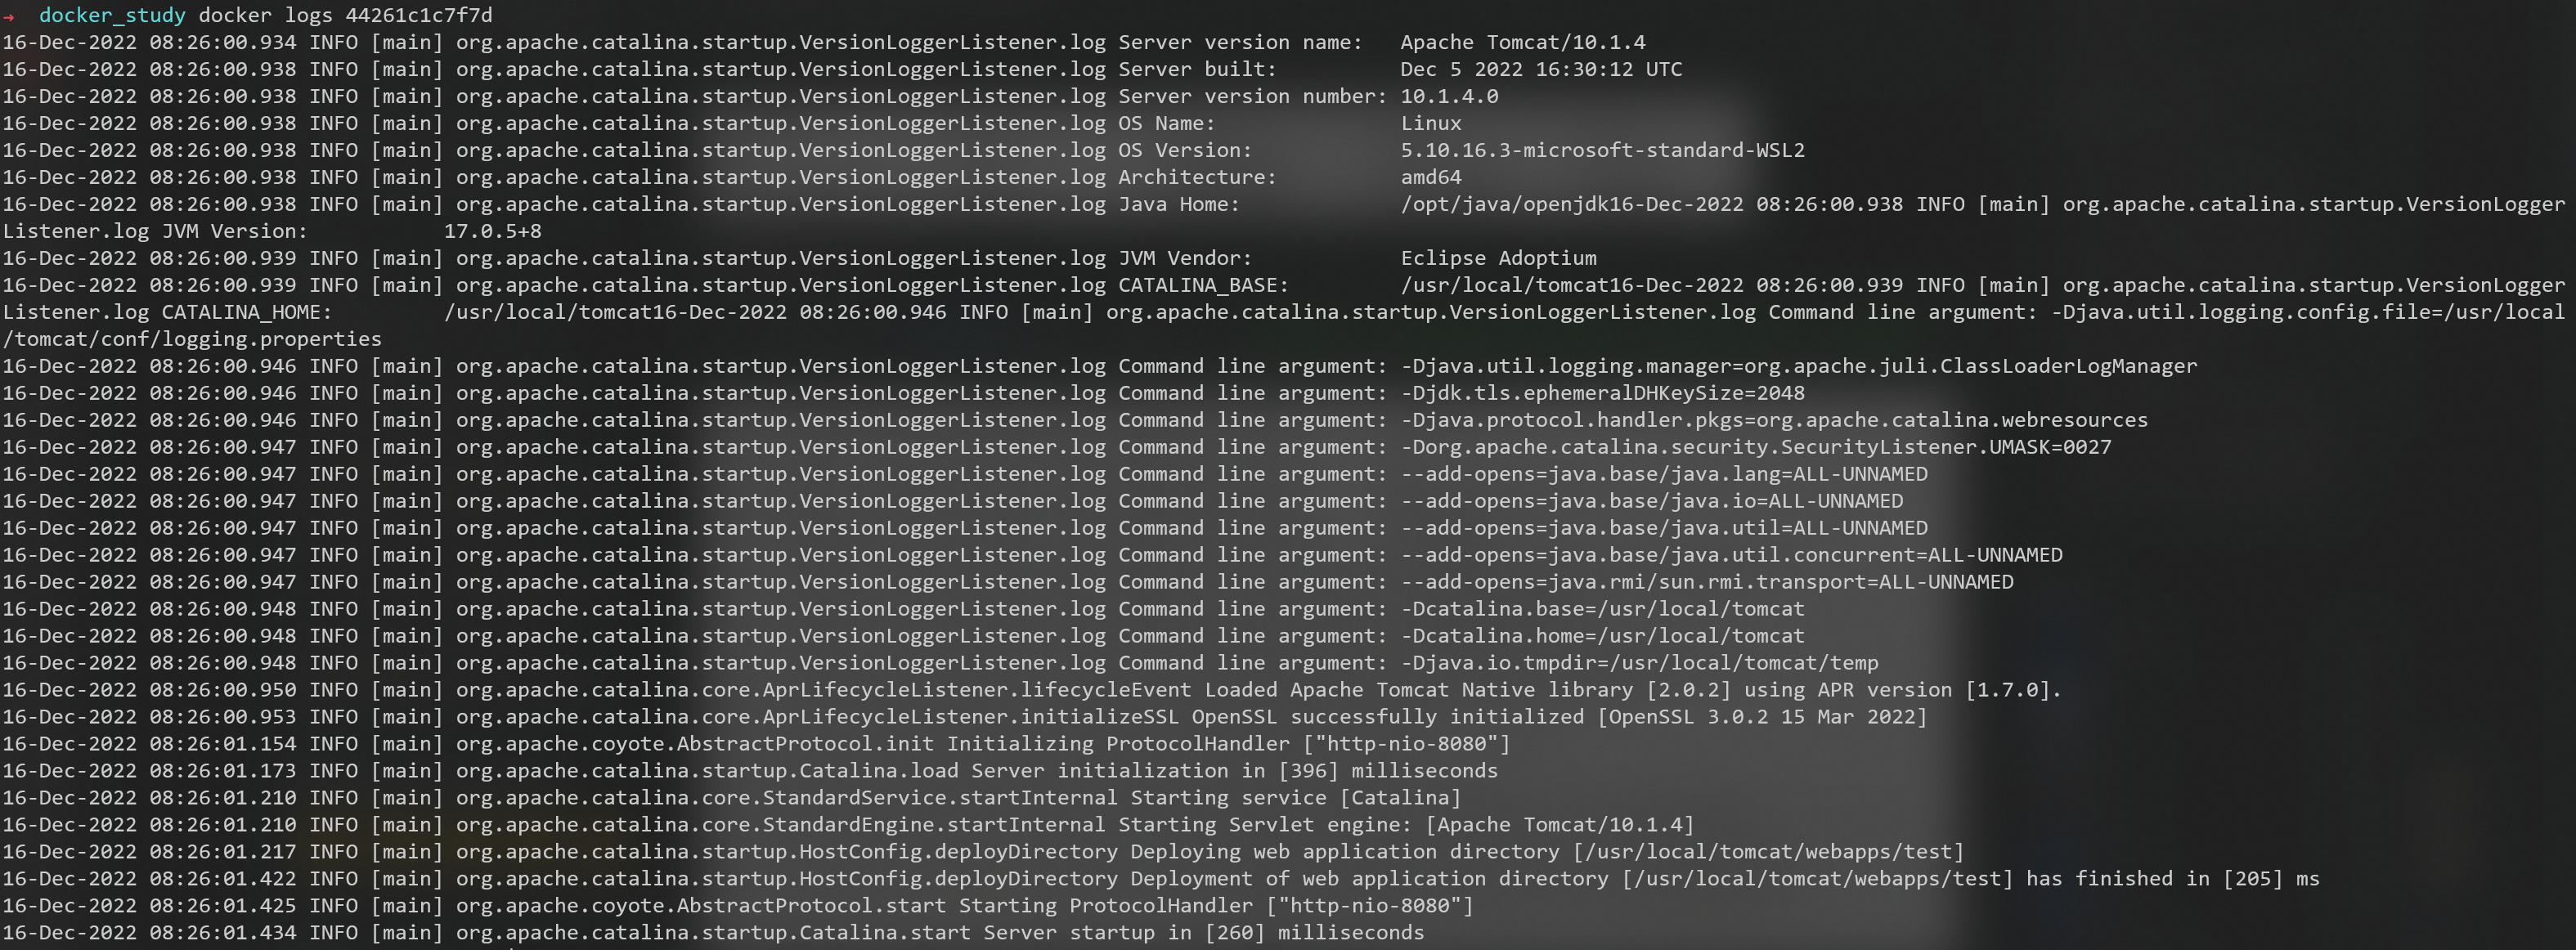 →  docker_study docker logs 44261c1c7f7d
16-Dec-2022 08:26:00.934 INFO [main] org.apache.catalina.startup.VersionLoggerListener.log Server version name:   Apache Tomcat/10.1.4
16-Dec-2022 08:26:00.938 INFO [main] org.apache.catalina.startup.VersionLoggerListener.log Server built:          Dec 5 2022 16:30:12 UTC
16-Dec-2022 08:26:00.938 INFO [main] org.apache.catalina.startup.VersionLoggerListener.log Server version number: 10.1.4.0
16-Dec-2022 08:26:00.938 INFO [main] org.apache.catalina.startup.VersionLoggerListener.log OS Name:               Linux
16-Dec-2022 08:26:00.938 INFO [main] org.apache.catalina.startup.VersionLoggerListener.log OS Version:            5.10.16.3-microsoft-standard-WSL2
16-Dec-2022 08:26:00.938 INFO [main] org.apache.catalina.startup.VersionLoggerListener.log Architecture:          amd64
16-Dec-2022 08:26:00.938 INFO [main] org.apache.catalina.startup.VersionLoggerListener.log Java Home:             /opt/java/openjdk16-Dec-2022 08:26:00.938 INFO [main] org.apache.catalina.startup.VersionLogger
Listener.log JVM Version:           17.0.5+8
16-Dec-2022 08:26:00.939 INFO [main] org.apache.catalina.startup.VersionLoggerListener.log JVM Vendor:            Eclipse Adoptium
16-Dec-2022 08:26:00.939 INFO [main] org.apache.catalina.startup.VersionLoggerListener.log CATALINA_BASE:         /usr/local/tomcat16-Dec-2022 08:26:00.939 INFO [main] org.apache.catalina.startup.VersionLogger
Listener.log CATALINA_HOME:         /usr/local/tomcat16-Dec-2022 08:26:00.946 INFO [main] org.apache.catalina.startup.VersionLoggerListener.log Command line argument: -Djava.util.logging.config.file=/usr/local
/tomcat/conf/logging.properties
16-Dec-2022 08:26:00.946 INFO [main] org.apache.catalina.startup.VersionLoggerListener.log Command line argument: -Djava.util.logging.manager=org.apache.juli.ClassLoaderLogManager
16-Dec-2022 08:26:00.946 INFO [main] org.apache.catalina.startup.VersionLoggerListener.log Command line argument: -Djdk.tls.ephemeralDHKeySize=2048
16-Dec-2022 08:26:00.946 INFO [main] org.apache.catalina.startup.VersionLoggerListener.log Command line argument: -Djava.protocol.handler.pkgs=org.apache.catalina.webresources
16-Dec-2022 08:26:00.947 INFO [main] org.apache.catalina.startup.VersionLoggerListener.log Command line argument: -Dorg.apache.catalina.security.SecurityListener.UMASK=0027
16-Dec-2022 08:26:00.947 INFO [main] org.apache.catalina.startup.VersionLoggerListener.log Command line argument: --add-opens=java.base/java.lang=ALL-UNNAMED
16-Dec-2022 08:26:00.947 INFO [main] org.apache.catalina.startup.VersionLoggerListener.log Command line argument: --add-opens=java.base/java.io=ALL-UNNAMED
16-Dec-2022 08:26:00.947 INFO [main] org.apache.catalina.startup.VersionLoggerListener.log Command line argument: --add-opens=java.base/java.util=ALL-UNNAMED
16-Dec-2022 08:26:00.947 INFO [main] org.apache.catalina.startup.VersionLoggerListener.log Command line argument: --add-opens=java.base/java.util.concurrent=ALL-UNNAMED
16-Dec-2022 08:26:00.947 INFO [main] org.apache.catalina.startup.VersionLoggerListener.log Command line argument: --add-opens=java.rmi/sun.rmi.transport=ALL-UNNAMED
16-Dec-2022 08:26:00.948 INFO [main] org.apache.catalina.startup.VersionLoggerListener.log Command line argument: -Dcatalina.base=/usr/local/tomcat
16-Dec-2022 08:26:00.948 INFO [main] org.apache.catalina.startup.VersionLoggerListener.log Command line argument: -Dcatalina.home=/usr/local/tomcat
16-Dec-2022 08:26:00.948 INFO [main] org.apache.catalina.startup.VersionLoggerListener.log Command line argument: -Djava.io.tmpdir=/usr/local/tomcat/temp
16-Dec-2022 08:26:00.950 INFO [main] org.apache.catalina.core.AprLifecycleListener.lifecycleEvent Loaded Apache Tomcat Native library [2.0.2] using APR version [1.7.0].
16-Dec-2022 08:26:00.953 INFO [main] org.apache.catalina.core.AprLifecycleListener.initializeSSL OpenSSL successfully initialized [OpenSSL 3.0.2 15 Mar 2022]
16-Dec-2022 08:26:01.154 INFO [main] org.apache.coyote.AbstractProtocol.init Initializing ProtocolHandler ["http-nio-8080"]
16-Dec-2022 08:26:01.173 INFO [main] org.apache.catalina.startup.Catalina.load Server initialization in [396] milliseconds
16-Dec-2022 08:26:01.210 INFO [main] org.apache.catalina.core.StandardService.startInternal Starting service [Catalina]
16-Dec-2022 08:26:01.210 INFO [main] org.apache.catalina.core.StandardEngine.startInternal Starting Servlet engine: [Apache Tomcat/10.1.4]
16-Dec-2022 08:26:01.217 INFO [main] org.apache.catalina.startup.HostConfig.deployDirectory Deploying web application directory [/usr/local/tomcat/webapps/test]
16-Dec-2022 08:26:01.422 INFO [main] org.apache.catalina.startup.HostConfig.deployDirectory Deployment of web application directory [/usr/local/tomcat/webapps/test] has finished in [205] ms
16-Dec-2022 08:26:01.425 INFO [main] org.apache.coyote.AbstractProtocol.start Starting ProtocolHandler ["http-nio-8080"]
16-Dec-2022 08:26:01.434 INFO [main] org.apache.catalina.startup.Catalina.start Server startup in [260] milliseconds